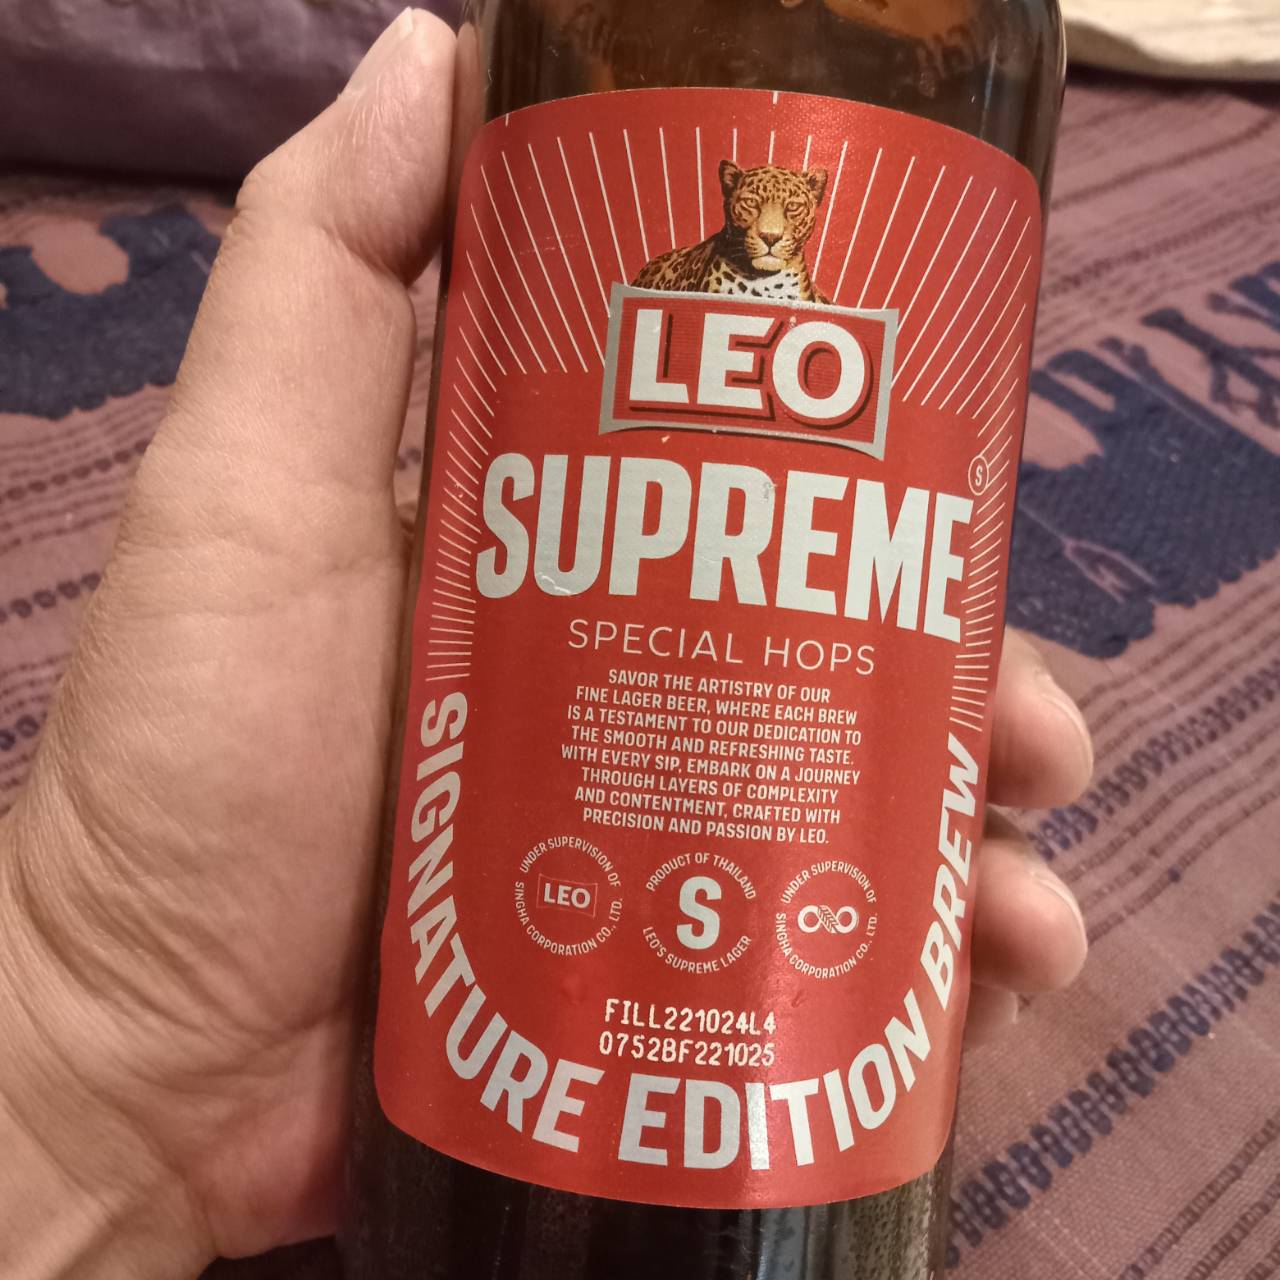 LEO
SUPREME
S
SPECIAL HOPS
SAVOR THE ARTISTRY OF OUR
FINE LAGER BEER, WHERE EACH BREW
IS A TESTAMENT TO OUR DEDICATION TO
THE SMOOTH AND REFRESHING TASTE.
WITH EVERY SIP, EMBARK ON A JOURNEY
THROUGH LAYERS OF COMPLEXITY
AND CONTENTMENT, CRAFTED WITH
PRECISION AND PASSION BY LEO.
UNDER SUPERVISION OF
LEO
SINGHA CORPORATION CO., LTD.
PRODUCT OF THAILAND
S
LEO'S SUPREME LAGER
UNDER SUPERVISION OF
SINGHA CORPORATION CO., LTD.
FILL221024L4
0752BF221025
SIGNATURE EDITION BREW